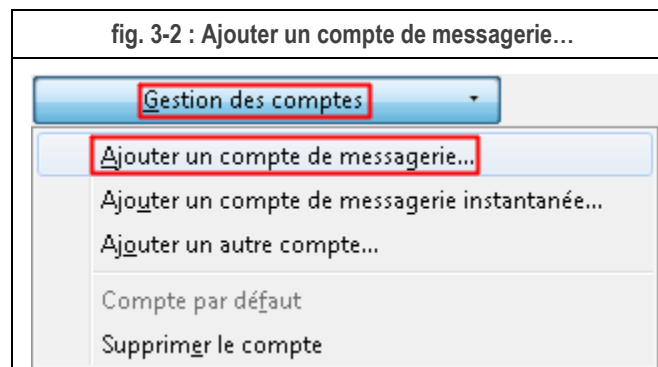 fig. 3-2 : Ajouter un compte de messagerie…
Gestion des comptes
Ajouter un compte de messagerie...
Ajouter un compte de messagerie instantanée...
Ajouter un autre compte...
Compte par défaut
Supprimer le compte